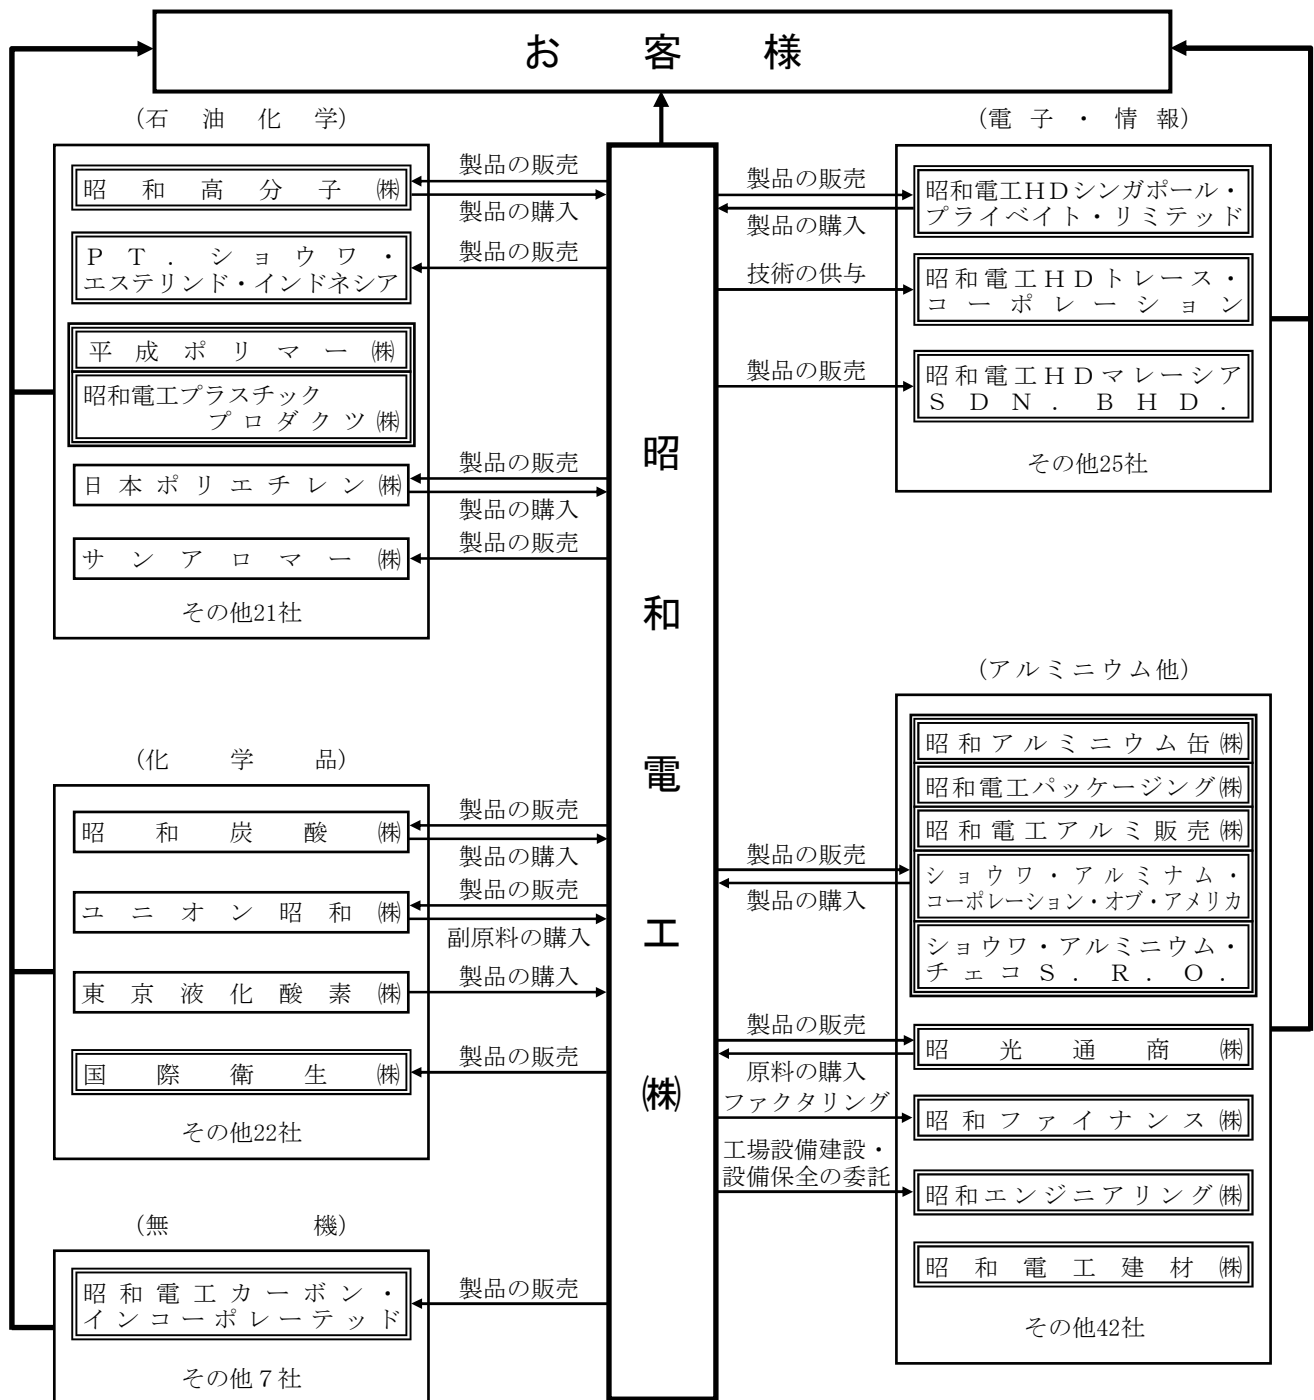 お客様
(石油化学)
製品の販売
昭和高分子㈱
製品の購入
PT.ショウワ・
エステリンド・インドネシア
製品の販売
平成ポリマー㈱
昭和電工プラスチック
プロダクツ㈱
製品の販売
日本ポリエチレン㈱
製品の購入
製品の販売
サンアロマー㈱
その他21社
(化学品)
製品の販売
昭和炭酸㈱
製品の購入
製品の販売
ユニオン昭和㈱
副原料の購入
製品の購入
東京液化酸素㈱
製品の販売
国際衛生㈱
その他22社
(無機)
昭和電工カーボン・
インコーポレーテッド
製品の販売
その他7社
昭和電工㈱
(電子・情報)
製品の販売
昭和電工HDシンガポール・
プライベイト・リミテッド
製品の購入
技術の供与
昭和電工HDトレース・
コーポレーション
製品の販売
昭和電工HDマレーシア
SDN.BHD.
その他25社
(アルミニウム他)
昭和アルミニウム缶㈱
昭和電工パッケージング㈱
昭和電工アルミ販売㈱
製品の販売
ショウワ・アルミナム・
コーポレーション・オブ・アメリカ
製品の購入
ショウワ・アルミニウム・
チェコS.R.O.
製品の販売
昭光通商㈱
原料の購入
ファクタリング
昭和ファイナンス㈱
工場設備建設・
設備保全の委託
昭和エンジニアリング㈱
昭和電工建材㈱
その他42社